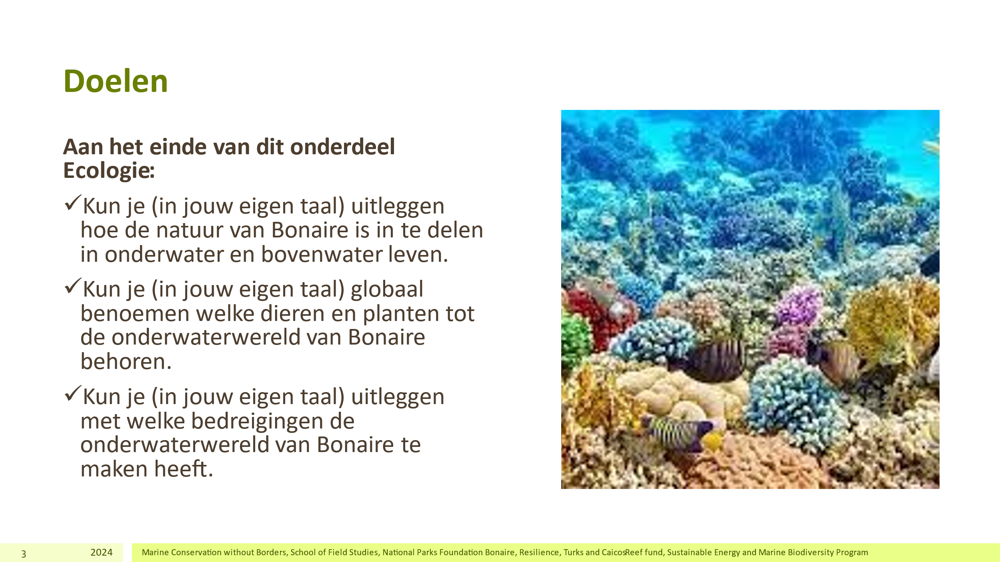 Doelen
Aan het einde van dit onderdeel
Ecologie:
✓Kun je (in jouw eigen taal) uitleggen
hoe de natuur van Bonaire is in te delen
in onderwater en bovenwater leven.
✓Kun je (in jouw eigen taal) globaal
benoemen welke dieren en planten tot
de onderwaterwereld van Bonaire
behoren.
✓Kun je (in jouw eigen taal) uitleggen
met welke bedreigingen de
onderwaterwereld van Bonaire te
maken heeft.
3
2024
Marine Conservation without Borders, School of Field Studies, National Parks Foundation Bonaire, Resilience, Turks and CaicosReef fund, Sustainable Energy and Marine Biodiversity Program